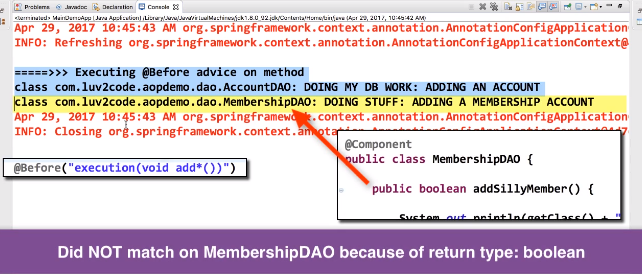 Problems @ Javadoc Declaration Console
<terminated> MainDemoApp [Java Application] /Library/Java/JavaVirtualMachines/jdk1.8.0_92.jdk/Contents/Home/bin/java (Apr 29, 2017, 10:45:42 AM)
Apr 29, 2017 10:45:43 AM org.springframework.context.annotation.AnnotationConfigApplication
INFO: Refreshing org.springframework.context.annotation.AnnotationConfigApplicationContext@
=====>>> Executing @Before advice on method
class com.luv2code.aopdemo.dao.AccountDAO: DOING MY DB WORK: ADDING AN ACCOUNT
class com.luv2code.aopdemo.dao.MembershipDAO: DOING STUFF: ADDING A MEMBERSHIP ACCOUNT
Apr 29, 2017 10:45:43 AM org.springframework.context.annotation.AnnotationConfigApplication
INFO: Closing org.springframework.context.
@Before("execution(void add*())")
@Component
public class MembershipDAO {
public boolean addSillyMember() {
System.out.println(getClass() + "
Did NOT match on MembershipDAO because of return type: boolean